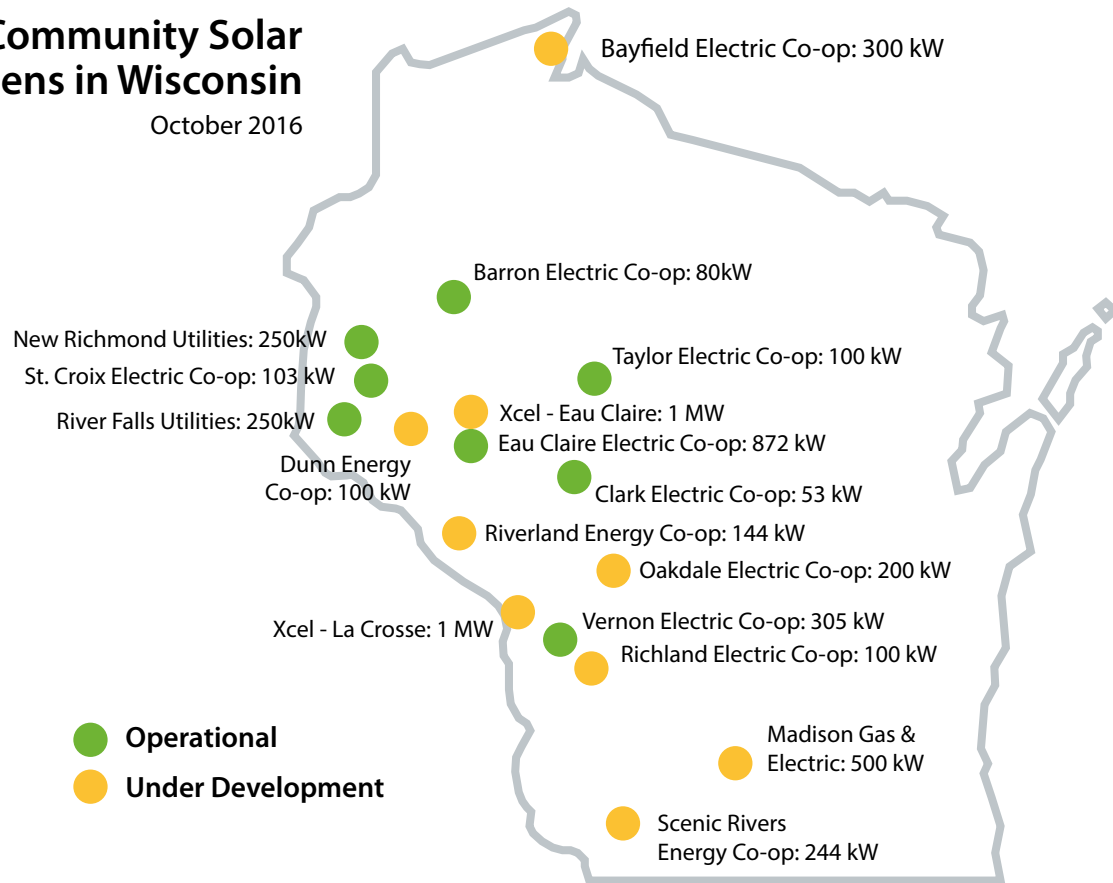 Community Solar
ens in Wisconsin
October 2016
Bayfield Electric Co-op: 300 kW
Barron Electric Co-op: 80kW
New Richmond Utilities: 250kW
Taylor Electric Co-op: 100 kW
St. Croix Electric Co-op: 103 kW
Xcel - Eau Claire: 1 MW
River Falls Utilities: 250kW
Eau Claire Electric Co-op: 872 kW
Dunn Energy
Co-op: 100 kW
Clark Electric Co-op: 53 kW
Riverland Energy Co-op: 144 kW
Oakdale Electric Co-op: 200 kW
Xcel - La Crosse: 1 MW
Vernon Electric Co-op: 305 kW
Richland Electric Co-op: 100 kW
Operational
Under Development
Madison Gas &
Electric: 500 kW
Scenic Rivers
Energy Co-op: 244 kW